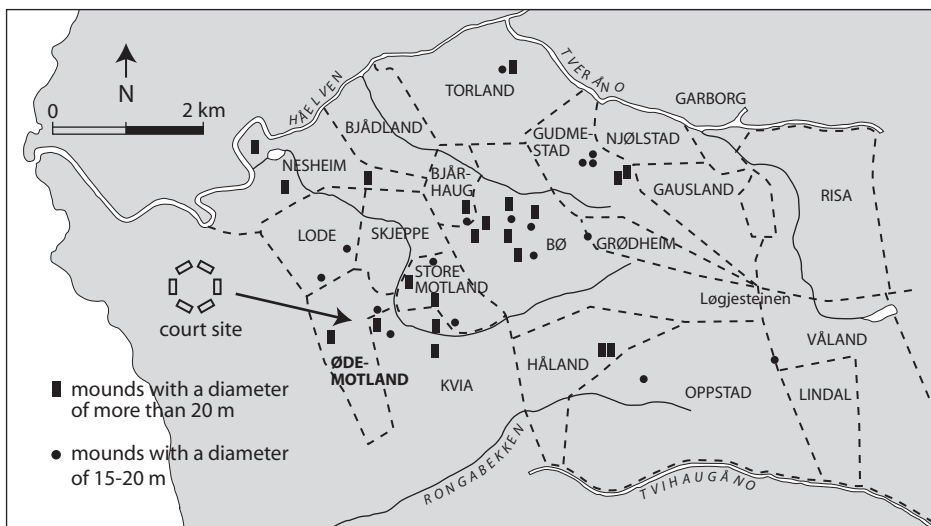 TVERÅNO
HÅELVEN
TORLAND
GARBORG
0 2 km
N
BJÅDLAND
GUDME-
STAD
NJØLSTAD
NESHEIM
BJÅR-
HAUG
GAUSLAND
RISA
LODE
SKJEPPE
BØ
GRØDHEIM
STORE
MOTLAND
Løgjesteinen
court site
VÅLAND
ØDE-
MOTLAND
HÅLAND
KVIA
OPPSTAD
LINDAL
mounds with a diameter
of more than 20 m
mounds with a diameter
of 15-20 m
RONGABEKKEN
TVIHAUGÅNO